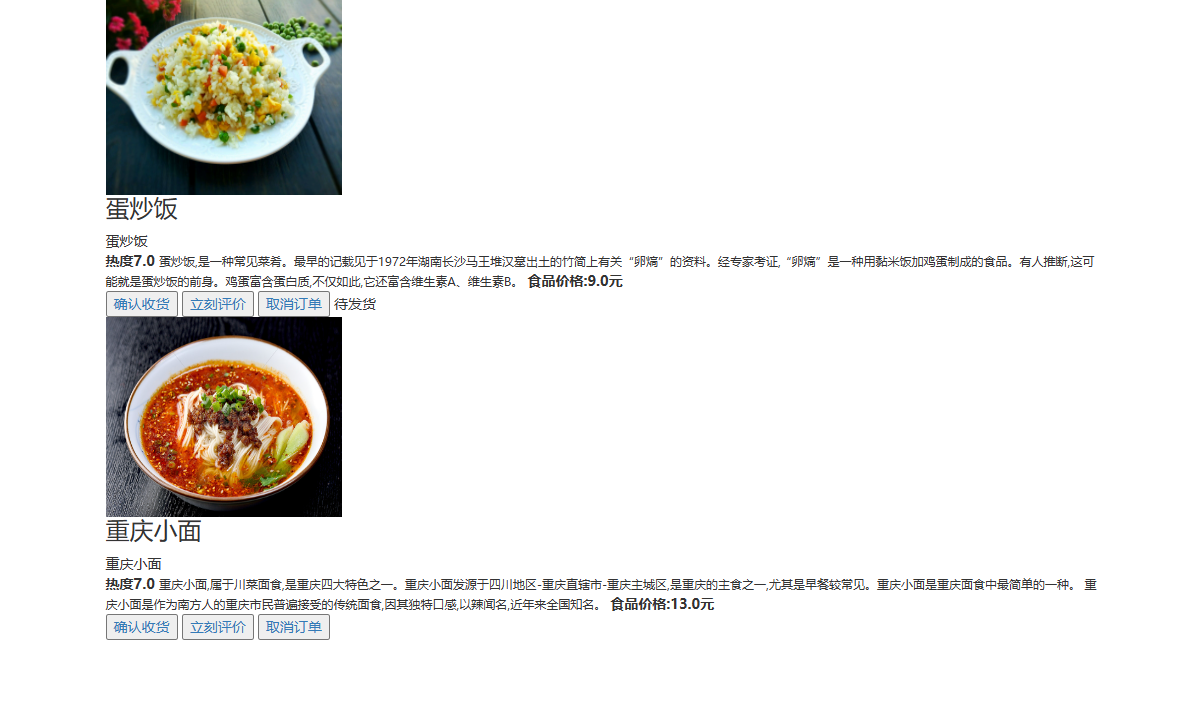 蛋炒饭
蛋炒饭
热度7.0 蛋炒饭,是一种常见菜肴。最早的记载见于1972年湖南长沙马王堆汉墓出土的竹简上有关“卵熇”的资料。经专家考证,“卵熇”是一种用黏米饭加鸡蛋制成的食品。有人推断,这可
能就是蛋炒饭的前身。鸡蛋富含蛋白质,不仅如此,它还富含维生素A、维生素B。 食品价格:9.0元
确认收货 立刻评价 取消订单 待发货
重庆小面
重庆小面
热度7.0 重庆小面,属于川菜面食,是重庆四大特色之一。重庆小面发源于四川地区-重庆直辖市-重庆主城区,是重庆的主食之一,尤其是早餐较常见。重庆小面是重庆面食中最简单的一种。 重
庆小面是作为南方人的重庆市民普遍接受的传统面食,因其独特口感,以辣闻名,近年来全国知名。 食品价格:13.0元
确认收货 立刻评价 取消订单